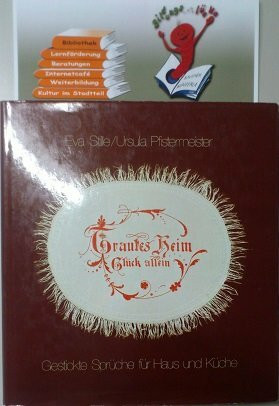 Bibliothek
Lernförderung
Beratungen
Internetcafé
Weiterbildung
Kultur im Stadtteil
Eva Stille/Ursula Pfistermeister
Trautes Heim
Glück allein
Gestickte Sprüche für Haus und Küche